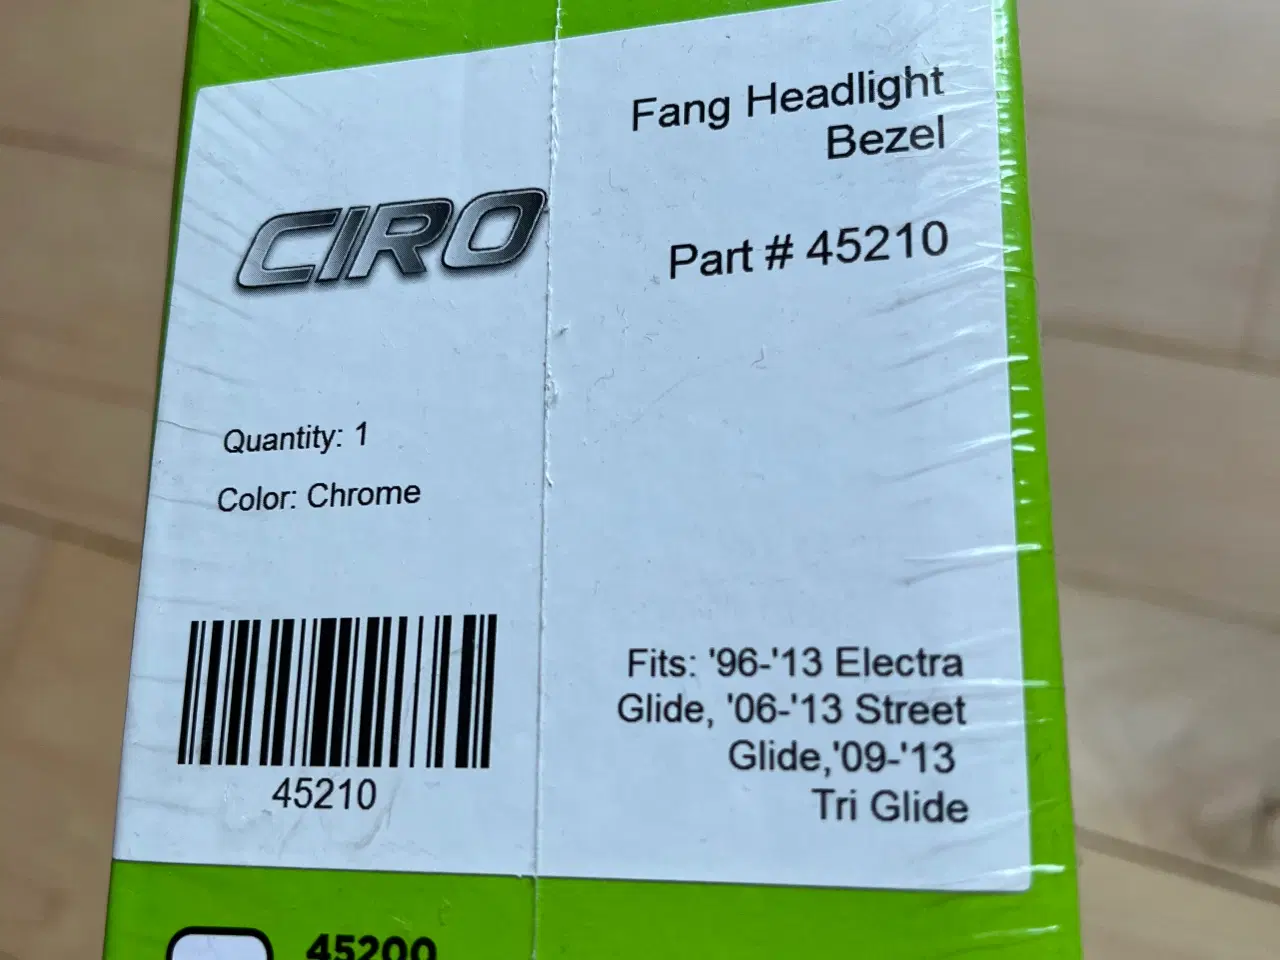 Fang Headlight
Bezel
CIRO
Part # 45210
Quantity: 1
Color: Chrome
45210
Fits: '96-'13 Electra
Glide, '06-'13 Street
Glide,'09-'13
Tri Glide
45200